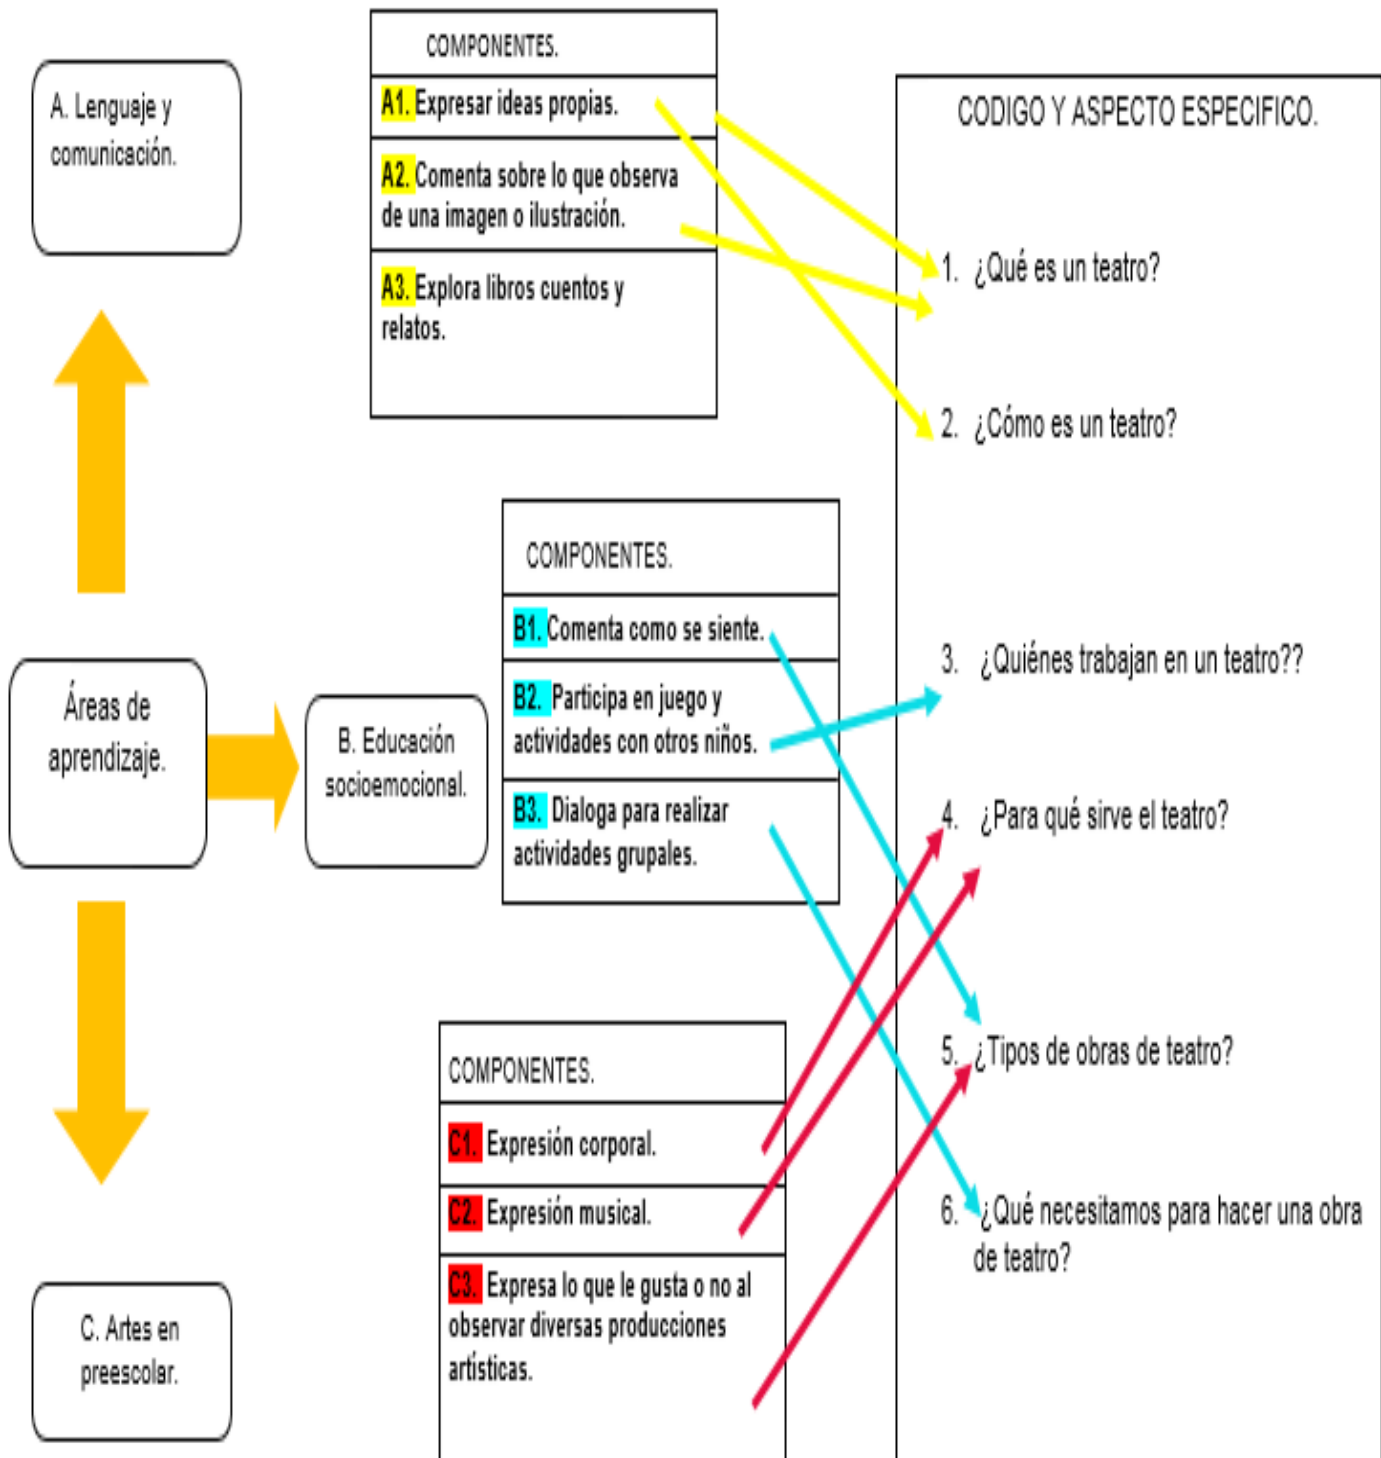 A. Lenguaje y
comunicación.
Áreas de
aprendizaje.
B. Educación
socioemocional.
C. Artes en
preescolar.
COMPONENTES.
A1. Expresar ideas propias.
A2. Comenta sobre lo que observa
de una imagen o ilustración.
A3. Explora libros cuentos y
relatos.
COMPONENTES.
B1. Comenta como se siente.
B2. Participa en juego y
actividades con otros niños.
B3. Dialoga para realizar
actividades grupales.
COMPONENTES.
C1. Expresión corporal.
C2. Expresión musical.
C3. Expresa lo que le gusta o no al
observar diversas producciones
artísticas.
CODIGO Y ASPECTO ESPECIFICO.
1. ¿Qué es un teatro?
2. ¿Cómo es un teatro?
3. ¿Quiénes trabajan en un teatro??
4. ¿Para qué sirve el teatro?
5. ¿Tipos de obras de teatro?
6. ¿Qué necesitamos para hacer una obra
de teatro?